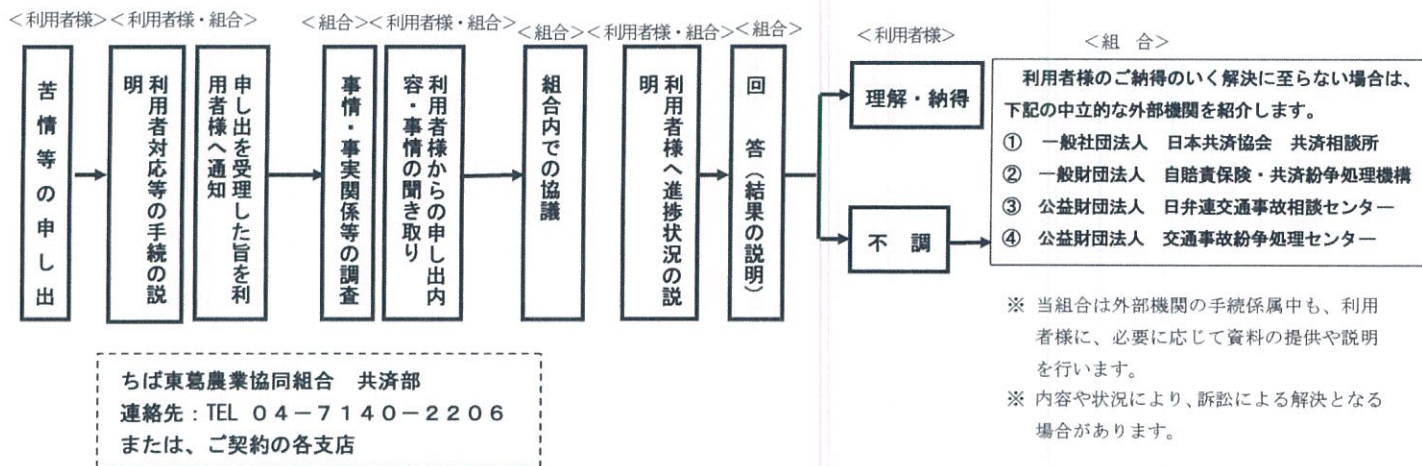 ＜利用者様＞
＜利用者様・組合＞
＜組合＞
＜利用者様・組合＞
＜組合＞
＜利用者様・組合＞
＜組合＞
＜利用者様＞
＜組　合＞
苦情等の申し出
利用者対応等の手続の説
明
申し出を受理した旨を利
用者様へ通知
事情・事実関係等の調査
利用者様からの申し出内
容・事情の聞き取り
組合内での協議
利用者様へ進捗状況の説
明
回　答（結果の説明）
理解・納得
不　調
利用者様のご納得のいく解決に至らない場合は、
下記の中立的な外部機関を紹介します。
①　一般社団法人　日本共済協会　共済相談所
②　一般財団法人　自賠責保険・共済紛争処理機構
③　公益財団法人　日弁連交通事故相談センター
④　公益財団法人　交通事故紛争処理センター
※ 当組合は外部機関の手続係属中も、利用
者様に、必要に応じて資料の提供や説明
を行います。
※ 内容や状況により、訴訟による解決となる
場合があります。
ちば東葛農業協同組合　共済部
連絡先：TEL ０４－７１４０－２２０６
または、ご契約の各支店